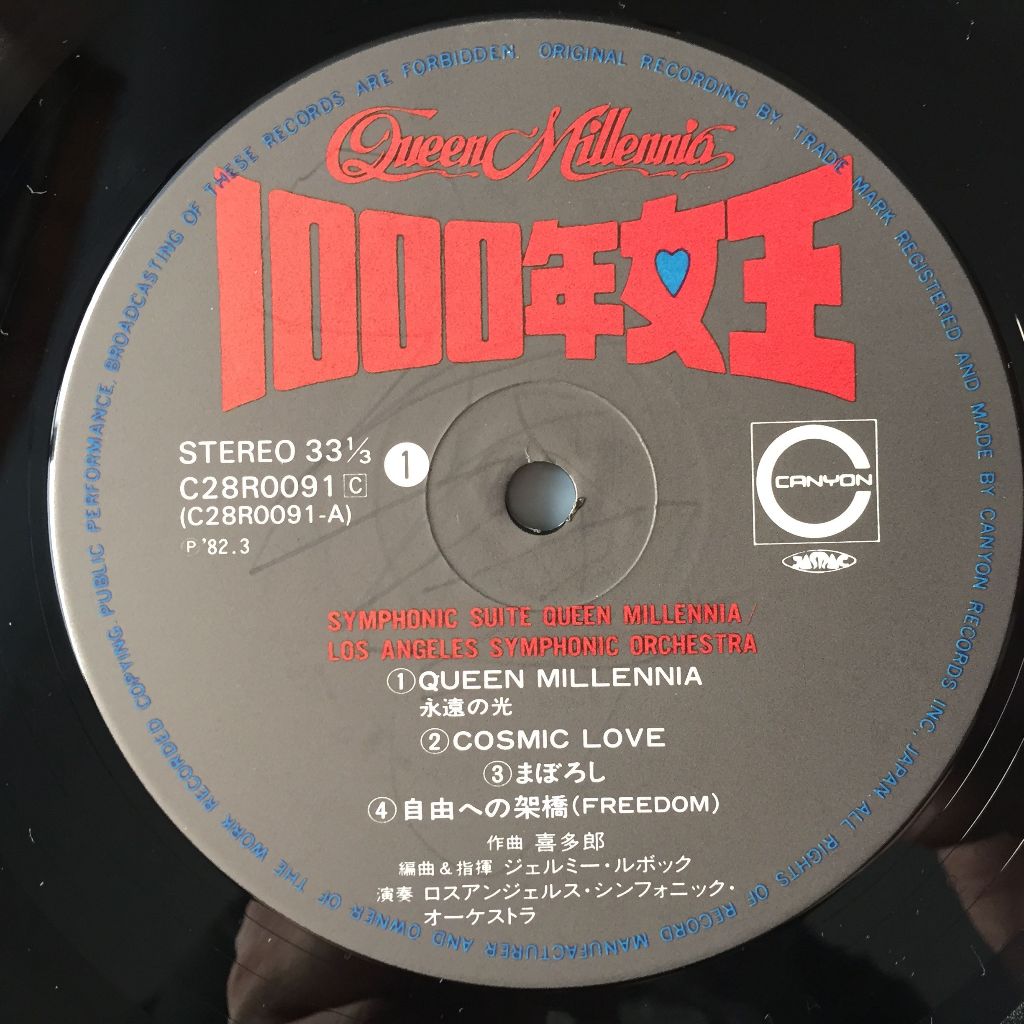 ORIGINAL RECORDING BY, TRADE MARK REGISTERED AND MADE BY CANYON RECORDS INC., JAPAN. ALL RIGHTS OF RECORD MANUFACTURER AND OWNER OF THE WORK RECORDED COPYING. PUBLIC PERFORMANCE. BROADCASTING OF THESE RECORDS ARE FORBIDDEN.
Queen Millennia
1000年女王
STEREO 33⅓
C28R0091 C
(C28R0091-A)
Ⓟ'82.3
1
CANYON
JASRAC
SYMPHONIC SUITE QUEEN MILLENNIA/
LOS ANGELES SYMPHONIC ORCHESTRA
①QUEEN MILLENNIA
永遠の光
②COSMIC LOVE
③まぼろし
④自由への架橋(FREEDOM)
作曲 喜多郎
編曲&指揮 ジェルミー・ルボック
演奏 ロスアンジェルス・シンフォニック・
オーケストラ